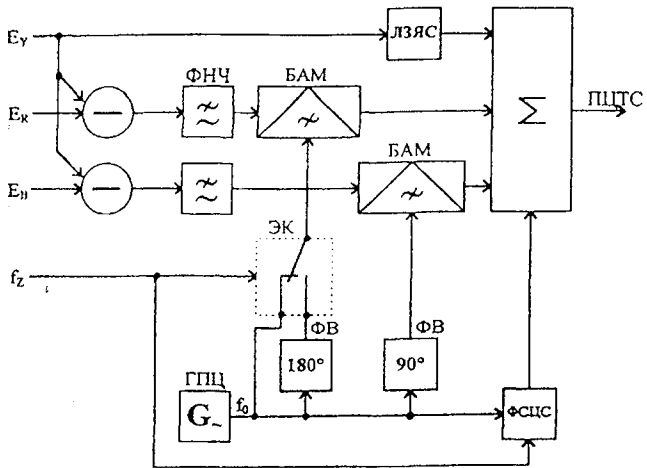 E_Y
ЛЗЯС
ФНЧ
БАМ
E_R
Σ
ПЦТС
БАМ
E_B
ЭК
f_Z
ФВ
ФВ
180°
90°
ГПЦ
G~
f_0
ФСЦС